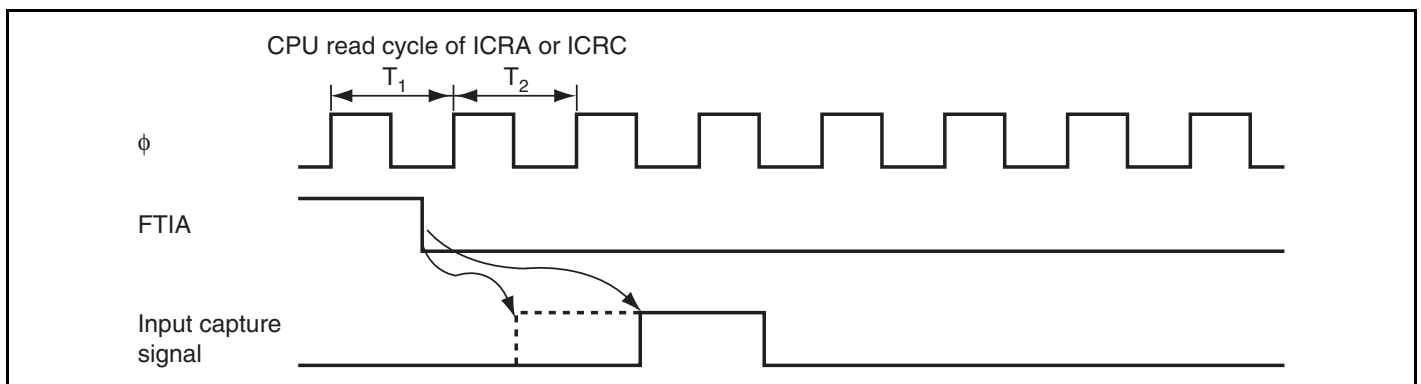 CPU read cycle of ICRA or ICRC
T1 T2
ϕ
FTIA
Input capture
signal